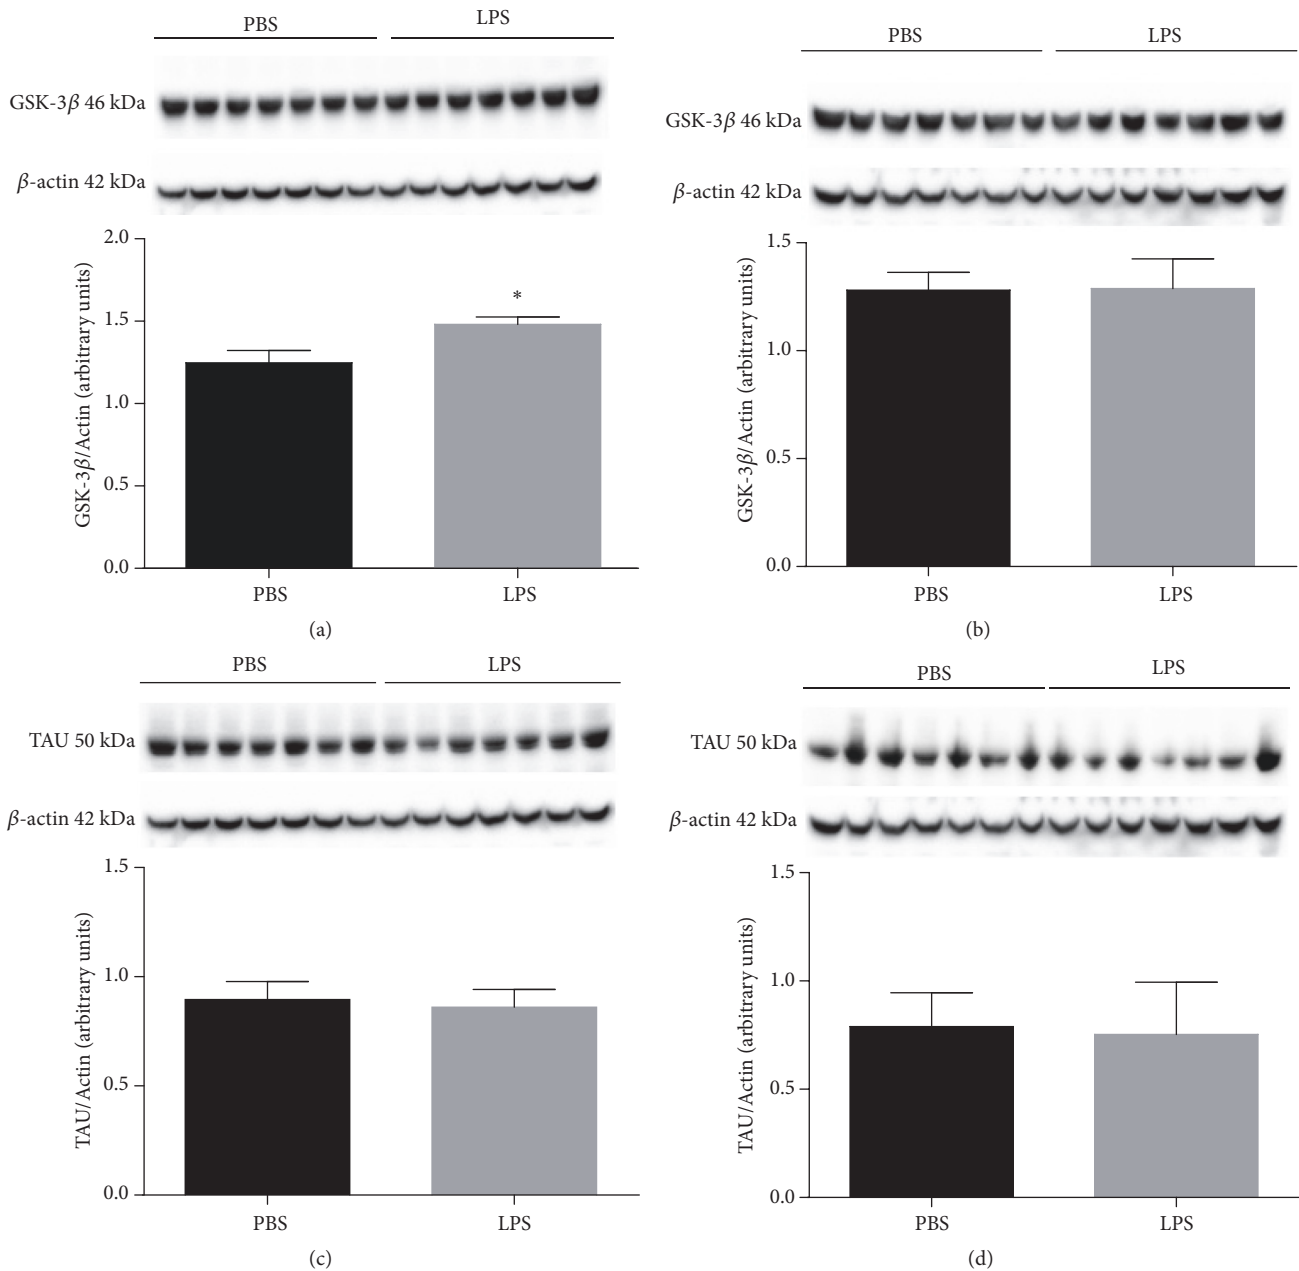 PBS LPS
GSK-3β 46 kDa
β-actin 42 kDa
2.0
1.5
1.0
0.5
0.0
GSK-3β/Actin (arbitrary units)
*
PBS LPS
(a)
PBS LPS
GSK-3β 46 kDa
β-actin 42 kDa
1.5
1.0
0.5
0.0
GSK-3β/Actin (arbitrary units)
PBS LPS
(b)
PBS LPS
TAU 50 kDa
β-actin 42 kDa
1.5
1.0
0.5
0.0
TAU/Actin (arbitrary units)
PBS LPS
(c)
PBS LPS
TAU 50 kDa
β-actin 42 kDa
1.5
1.0
0.5
0.0
TAU/Actin (arbitrary units)
PBS LPS
(d)